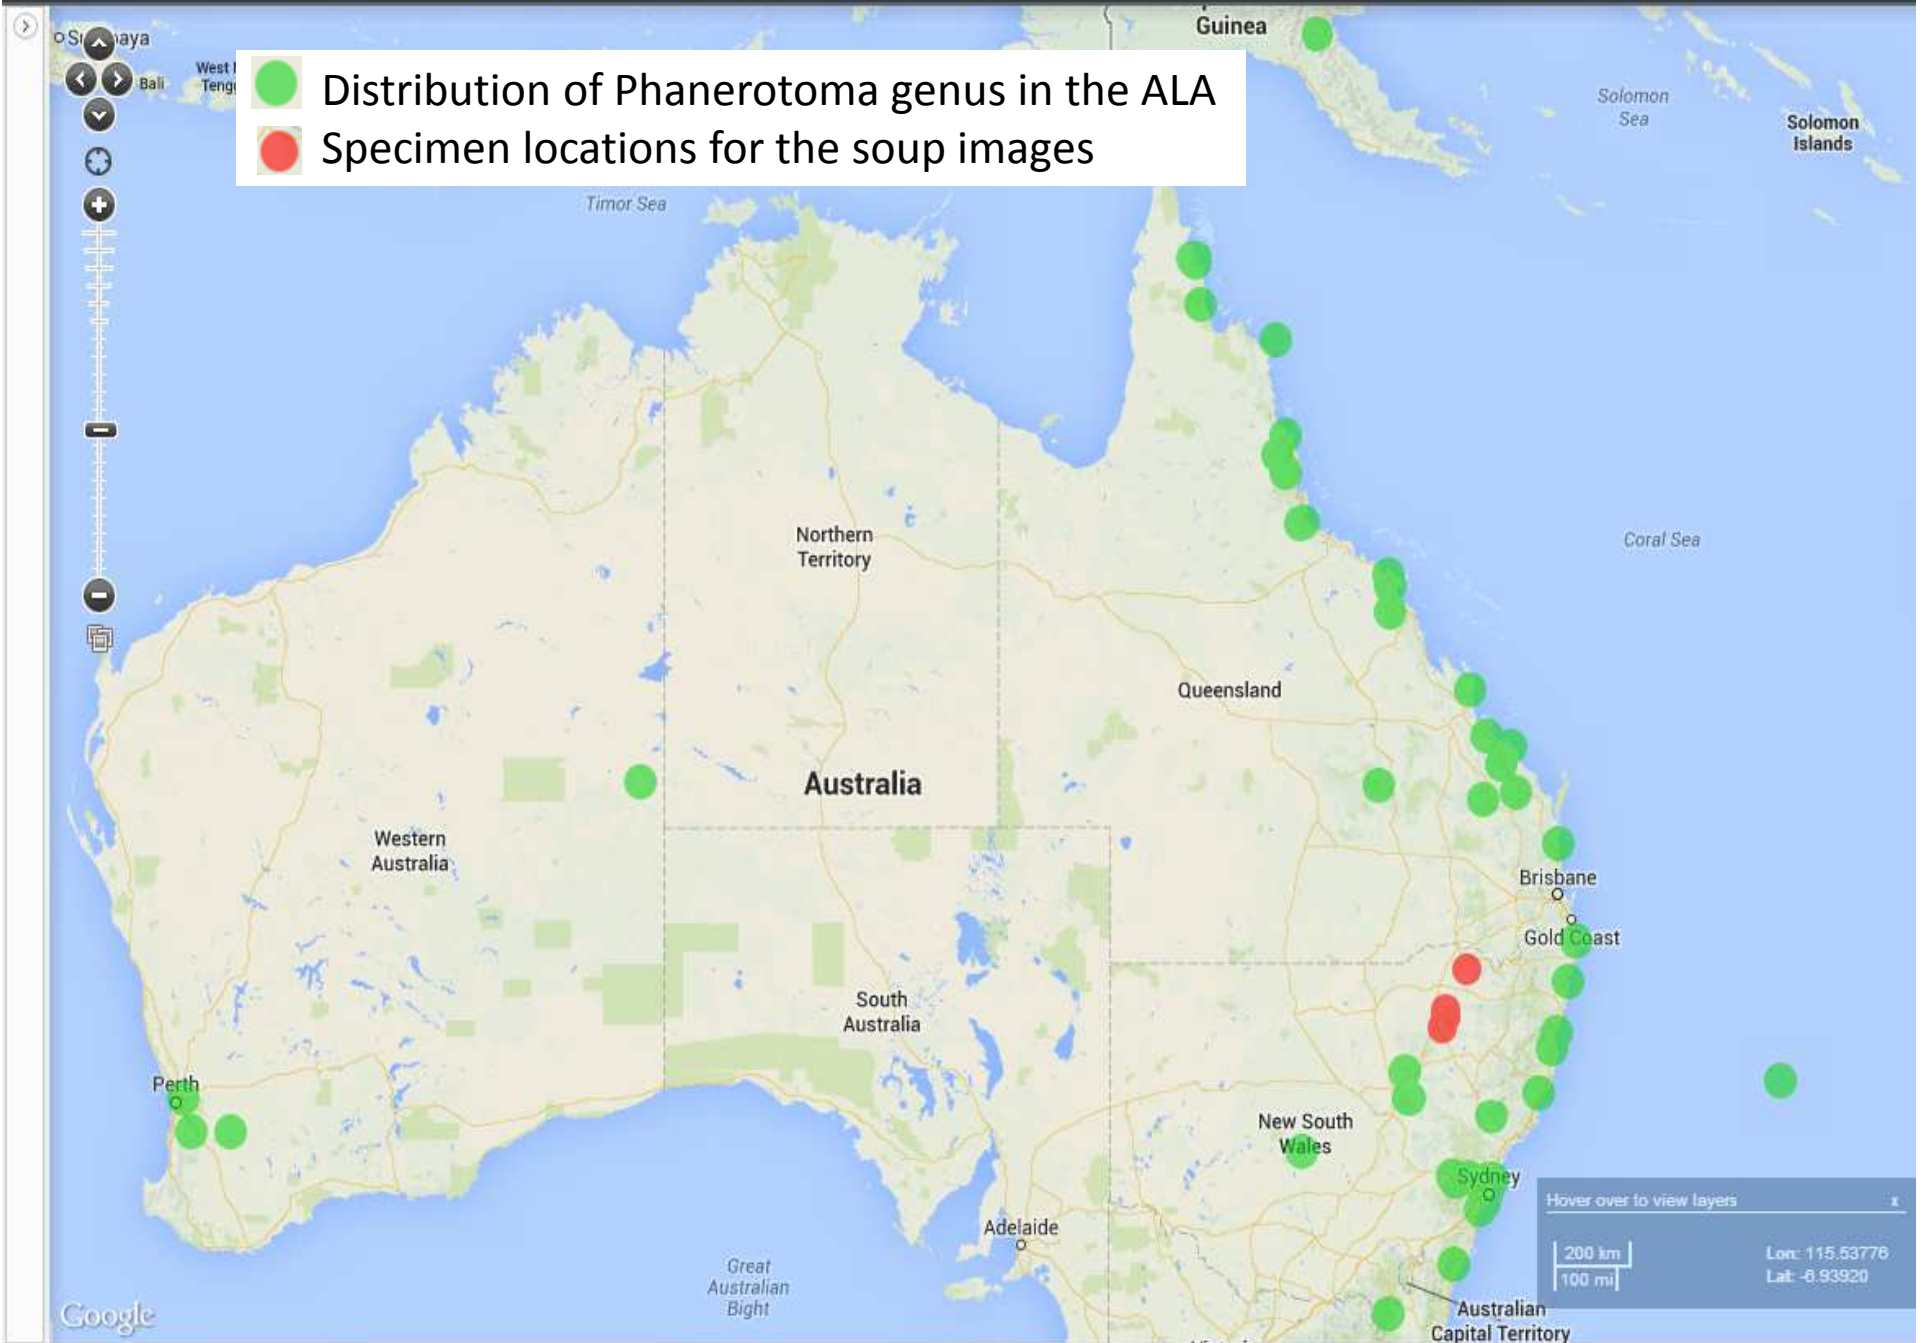 Guinea
Bali
Distribution of Phanerotoma genus in the ALA
Specimen locations for the soup images
Solomon
Sea
Solomon
Islands
Timor Sea
Northern
Territory
Coral Sea
Queensland
Australia
Western
Australia
Brisbane
Gold Coast
South
Australia
Perth
New South
Wales
Sydney
Adelaide
Great
Australian
Bight
Hover over to view layers x
200 km
100 mi
Lon: 115.53776
Lat: -6.93920
Australian
Capital Territory
Google